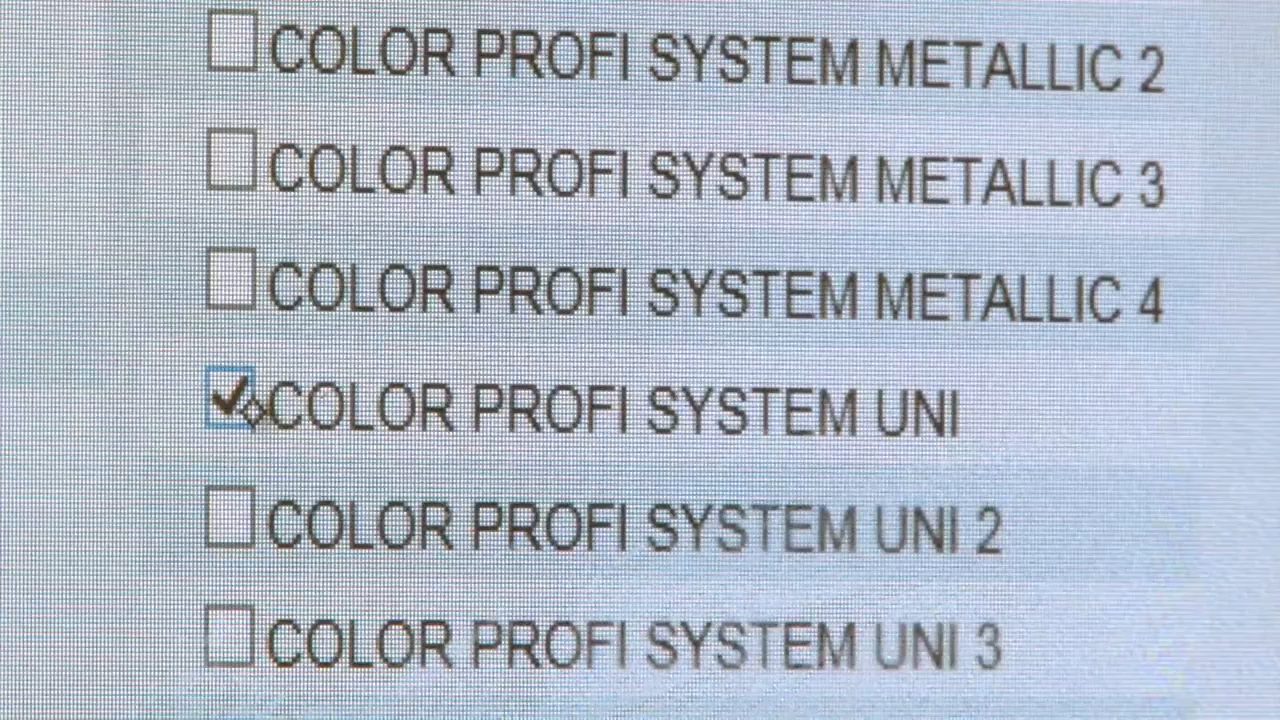 COLOR PROFI SYSTEM METALLIC 2
COLOR PROFI SYSTEM METALLIC 3
COLOR PROFI SYSTEM METALLIC 4
COLOR PROFI SYSTEM UNI
COLOR PROFI SYSTEM UNI 2
COLOR PROFI SYSTEM UNI 3